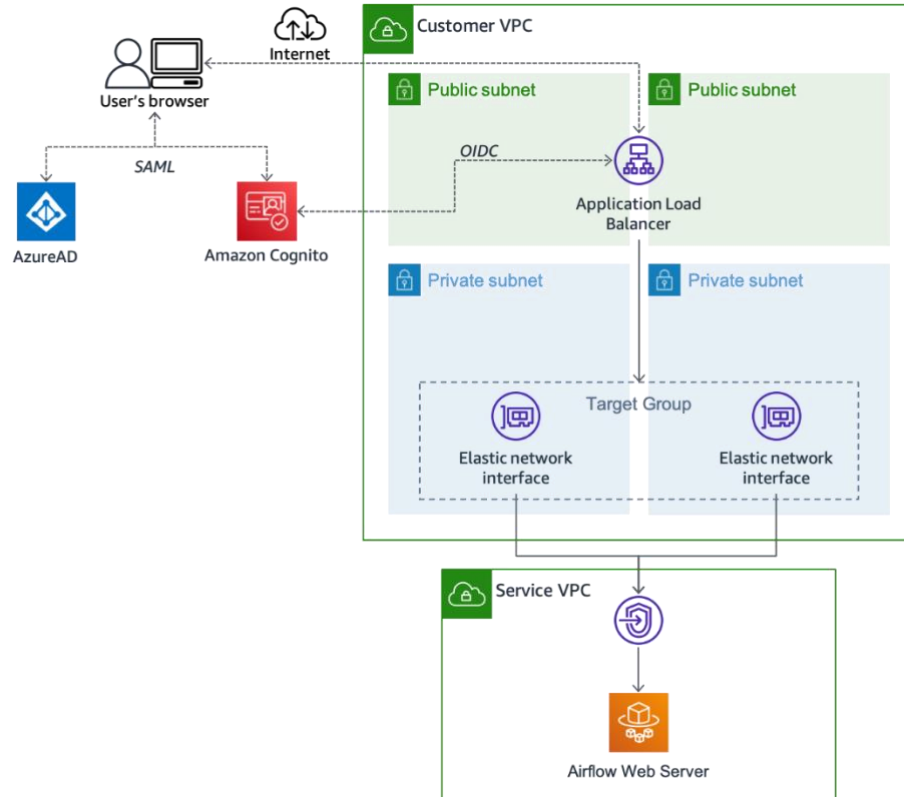 Customer VPC
Internet
User's browser
Public subnet
Public subnet
OIDC
SAML
Application Load
Balancer
AzureAD
Amazon Cognito
Private subnet
Private subnet
Target Group
Elastic network
interface
Elastic network
interface
Service VPC
Airflow Web Server